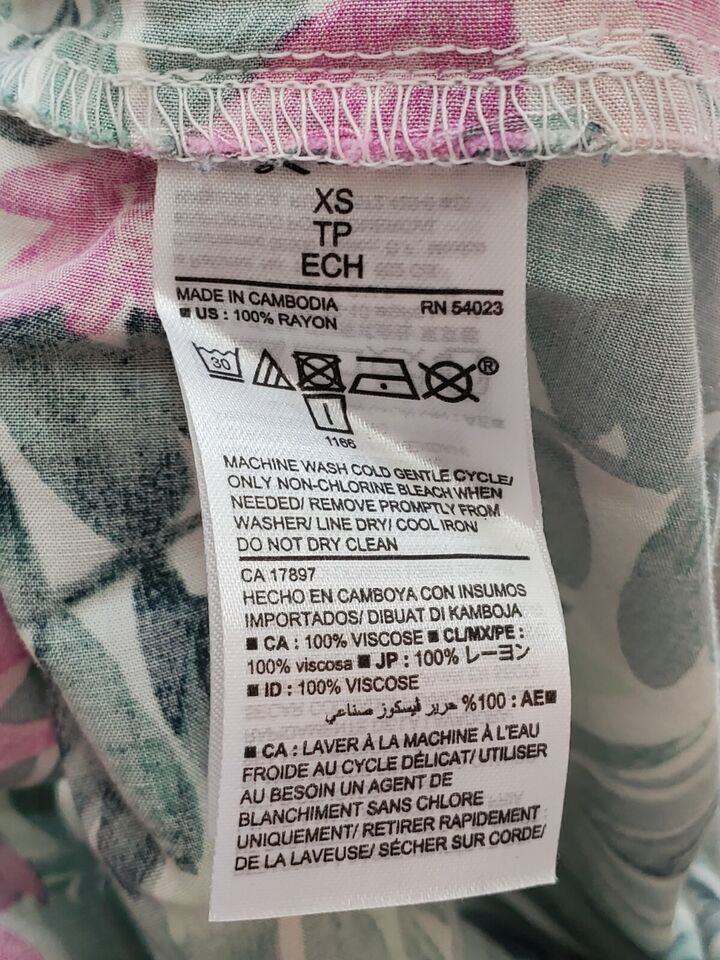 XS
TP
ECH
MADE IN CAMBODIA RN 54023
■ US : 100% RAYON
30
®
1166
MACHINE WASH COLD GENTLE CYCLE/
ONLY NON-CHLORINE BLEACH WHEN
NEEDED/ REMOVE PROMPTLY FROM
WASHER/ LINE DRY/ COOL IRON/
DO NOT DRY CLEAN
CA 17897
HECHO EN CAMBOYA CON INSUMOS
IMPORTADOS/ DIBUAT DI KAMBOJA
■ CA : 100% VISCOSE ■ CL/MX/PE :
100% viscosa ■ JP : 100% レーヨン
■ ID : 100% VISCOSE
■AE : 100% حرير فيسكوز صناعي
■ CA : LAVER À LA MACHINE À L'EAU
FROIDE AU CYCLE DÉLICAT/ UTILISER
AU BESOIN UN AGENT DE
BLANCHIMENT SANS CHLORE
UNIQUEMENT/ RETIRER RAPIDEMENT
DE LA LAVEUSE/ SÉCHER SUR CORDE/